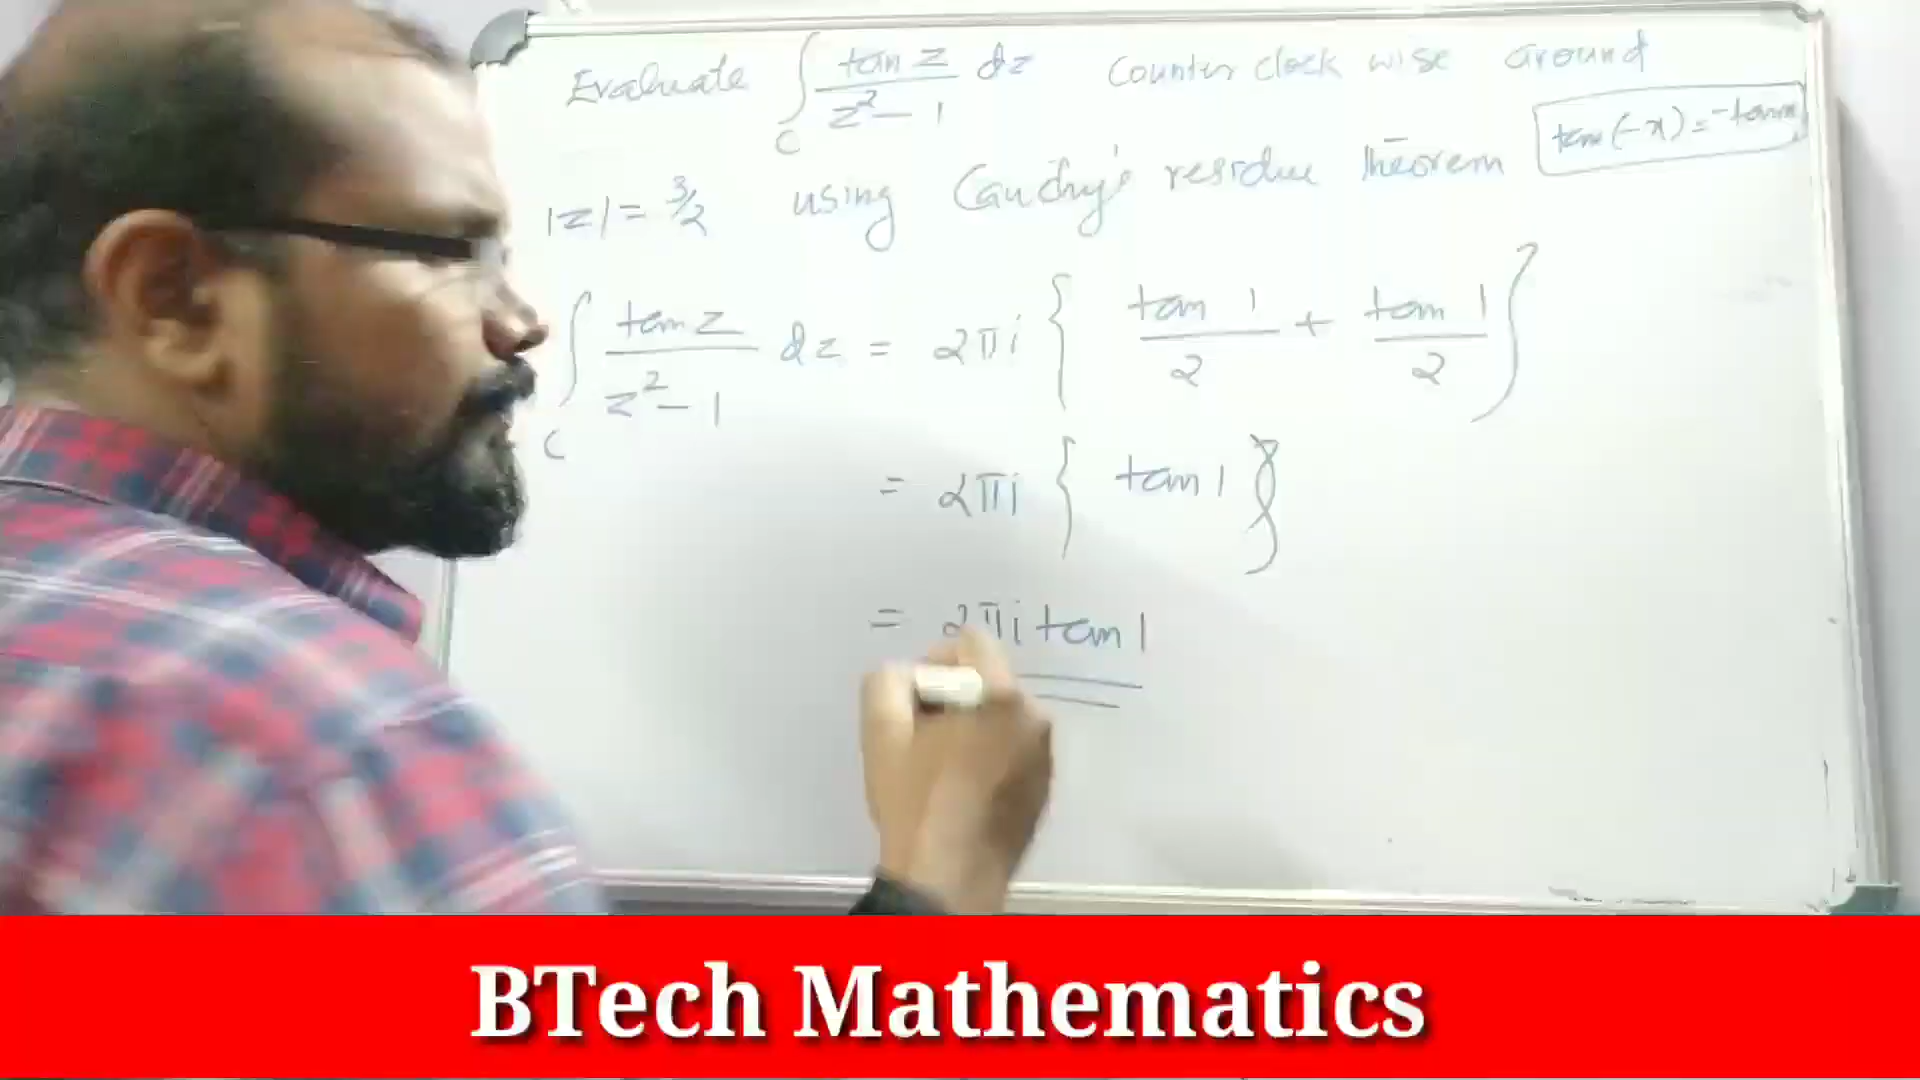 Evaluate ∫_C tan z / z² - 1 dz Counter clock wise around
tan(-x) = -tanx
|z| = 3/2 using Cauchy's residue theorem
∫_C tan z / z² - 1 dz = 2πi { tan 1 / 2 + tan 1 / 2 }
= 2πi { tan 1 }
= 2πi tan 1
BTech Mathematics